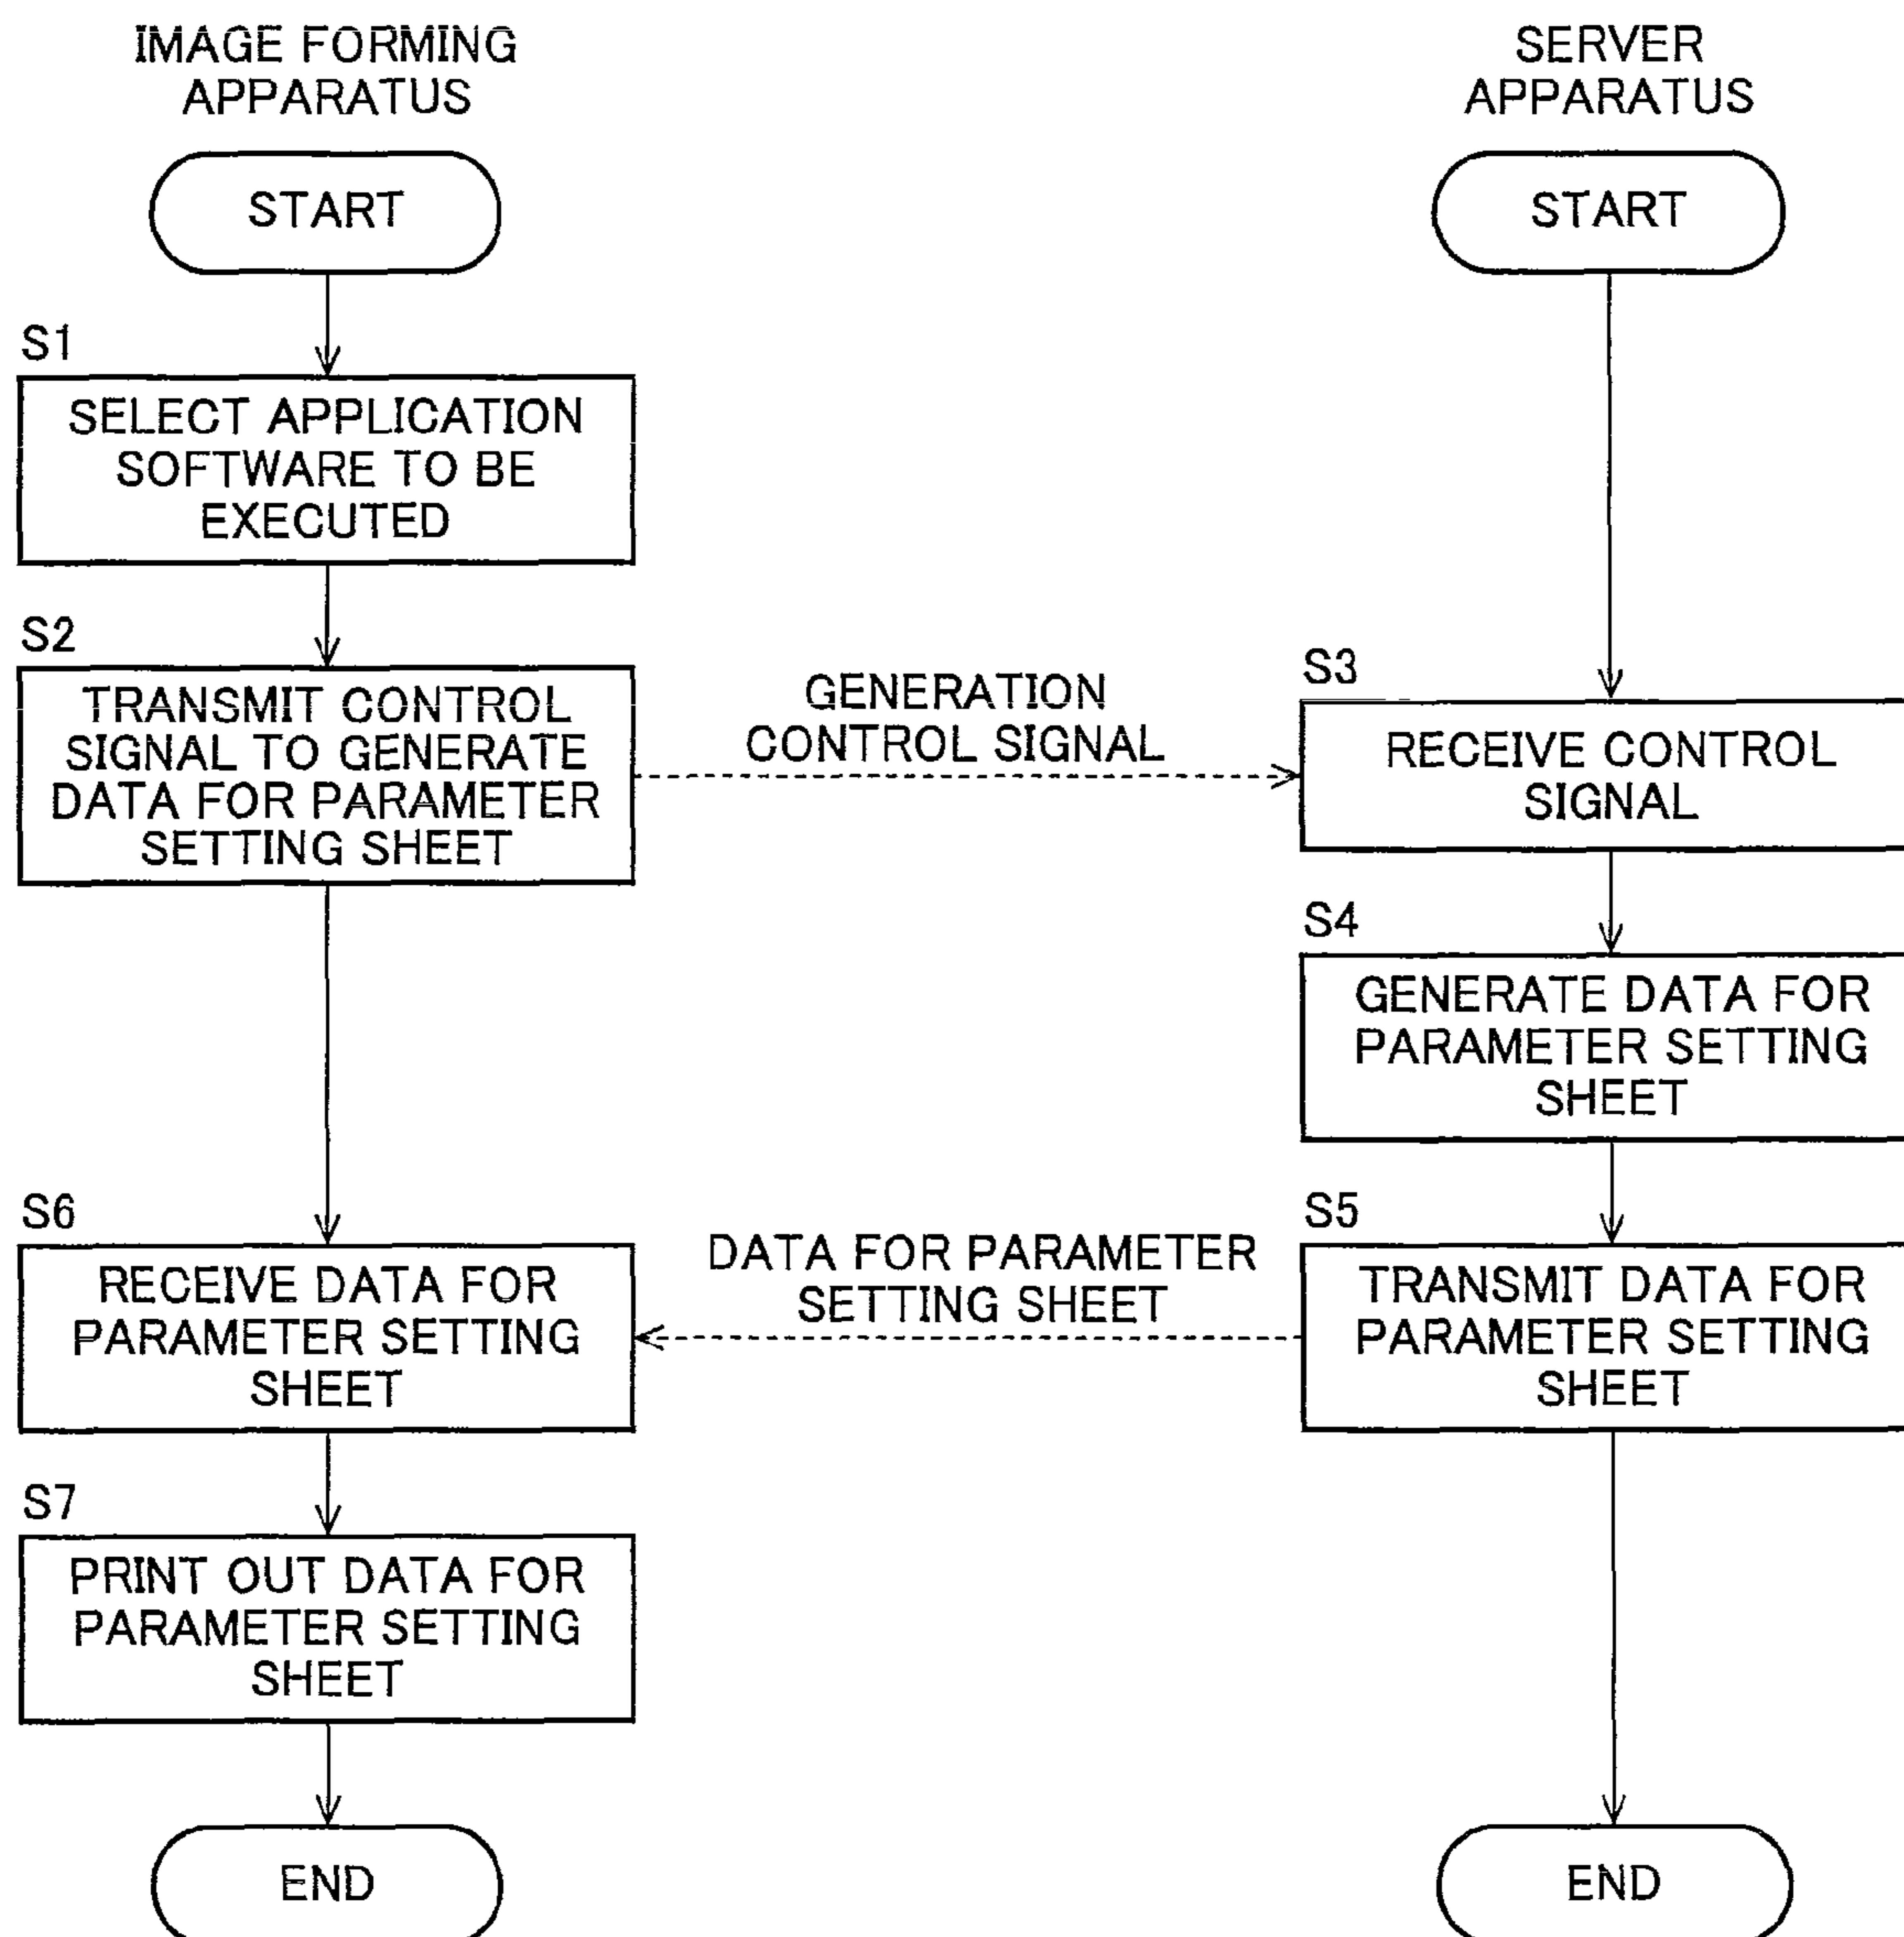 IMAGE FORMING
APPARATUS
START
S1
SELECT APPLICATION
SOFTWARE TO BE
EXECUTED
S2
TRANSMIT CONTROL
SIGNAL TO GENERATE
DATA FOR PARAMETER
SETTING SHEET
GENERATION
CONTROL SIGNAL
SERVER
APPARATUS
START
S3
RECEIVE CONTROL
SIGNAL
S4
GENERATE DATA FOR
PARAMETER SETTING
SHEET
S5
TRANSMIT DATA FOR
PARAMETER SETTING
SHEET
DATA FOR PARAMETER
SETTING SHEET
S6
RECEIVE DATA FOR
PARAMETER SETTING
SHEET
S7
PRINT OUT DATA FOR
PARAMETER SETTING
SHEET
END
END